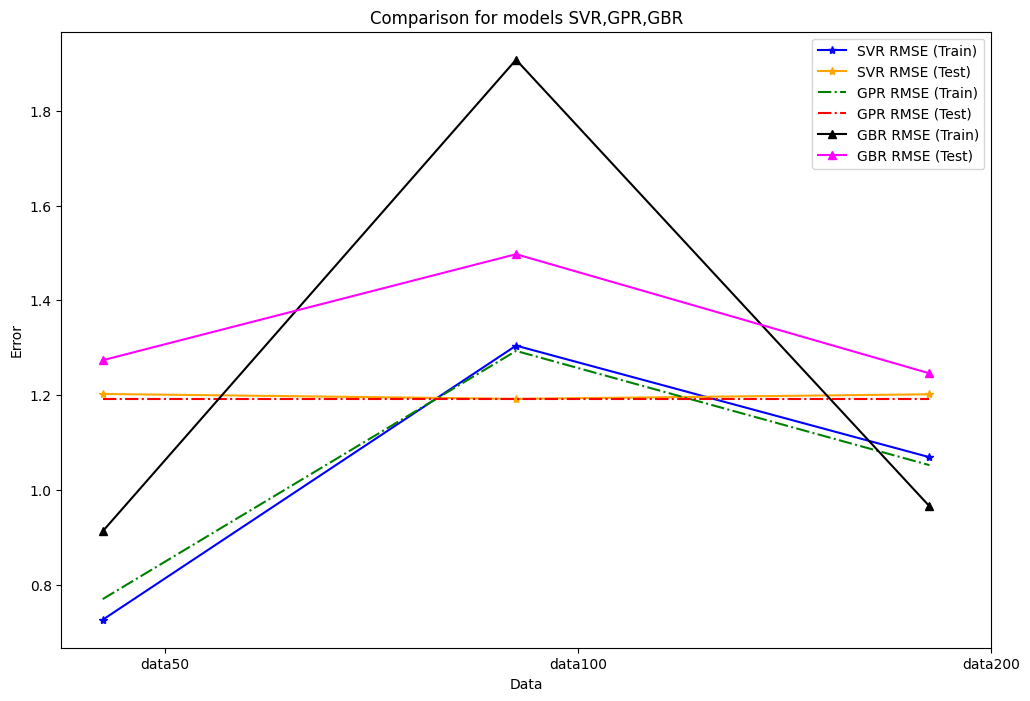 Comparison for models SVR,GPR,GBR
SVR RMSE (Train)
SVR RMSE (Test)
GPR RMSE (Train)
GPR RMSE (Test)
GBR RMSE (Train)
GBR RMSE (Test)
Error
1.8
1.6
1.4
1.2
1.0
0.8
data50
data100
data200
Data